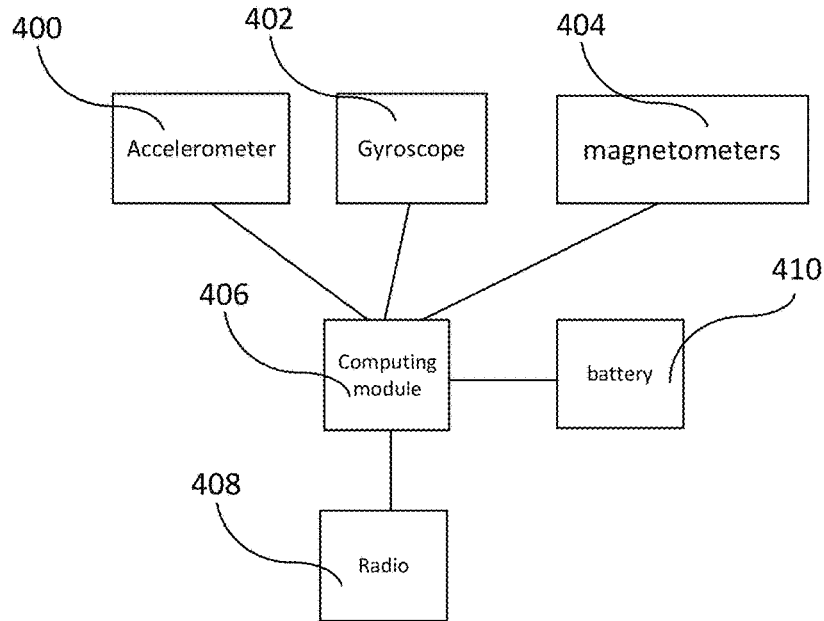 400
402
404
Accelerometer
Gyroscope
magnetometers
406
410
Computing
module
battery
408
Radio